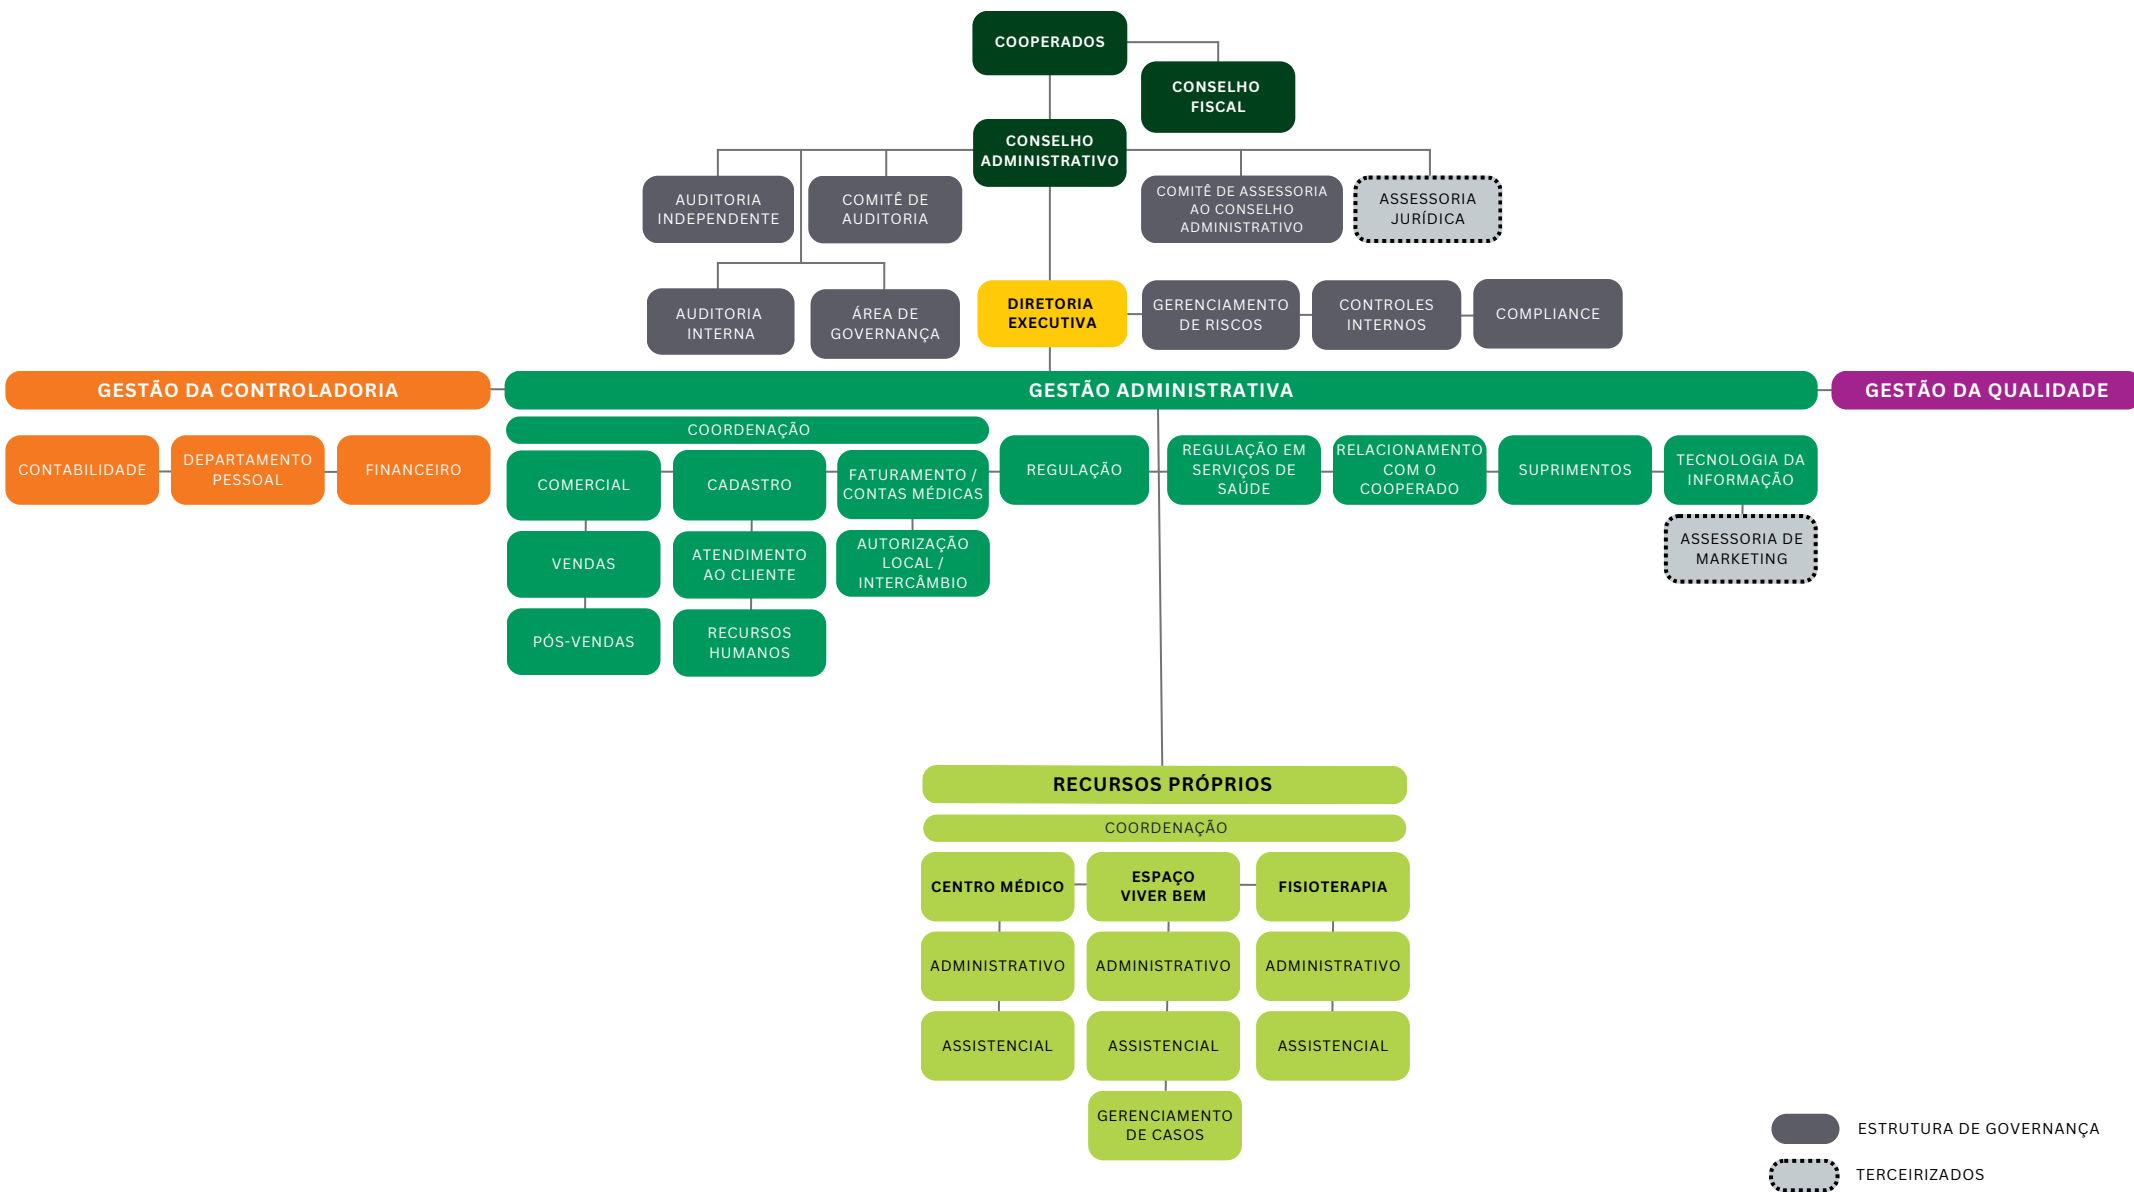 COOPERADOS
CONSELHO
FISCAL
CONSELHO
ADMINISTRATIVO
AUDITORIA
INDEPENDENTE
COMITÊ DE
AUDITORIA
COMITÊ DE ASSESSORIA
AO CONSELHO
ADMINISTRATIVO
ASSESSORIA
JURÍDICA
AUDITORIA
INTERNA
ÁREA DE
GOVERNANÇA
DIRETORIA
EXECUTIVA
GERENCIAMENTO
DE RISCOS
CONTROLES
INTERNOS
COMPLIANCE
GESTÃO DA CONTROLADORIA
GESTÃO ADMINISTRATIVA
GESTÃO DA QUALIDADE
CONTABILIDADE
DEPARTAMENTO
PESSOAL
FINANCEIRO
COORDENAÇÃO
COMERCIAL
CADASTRO
FATURAMENTO /
CONTAS MÉDICAS
REGULAÇÃO
REGULAÇÃO EM
SERVIÇOS DE
SAÚDE
RELACIONAMENTO
COM O
COOPERADO
SUPRIMENTOS
TECNOLOGIA DA
INFORMAÇÃO
VENDAS
ATENDIMENTO
AO CLIENTE
AUTORIZAÇÃO
LOCAL /
INTERCÂMBIO
ASSESSORIA DE
MARKETING
PÓS-VENDAS
RECURSOS
HUMANOS
RECURSOS PRÓPRIOS
COORDENAÇÃO
CENTRO MÉDICO
ESPAÇO
VIVER BEM
FISIOTERAPIA
ADMINISTRATIVO
ADMINISTRATIVO
ADMINISTRATIVO
ASSISTENCIAL
ASSISTENCIAL
ASSISTENCIAL
GERENCIAMENTO
DE CASOS
ESTRUTURA DE GOVERNANÇA
TERCEIRIZADOS